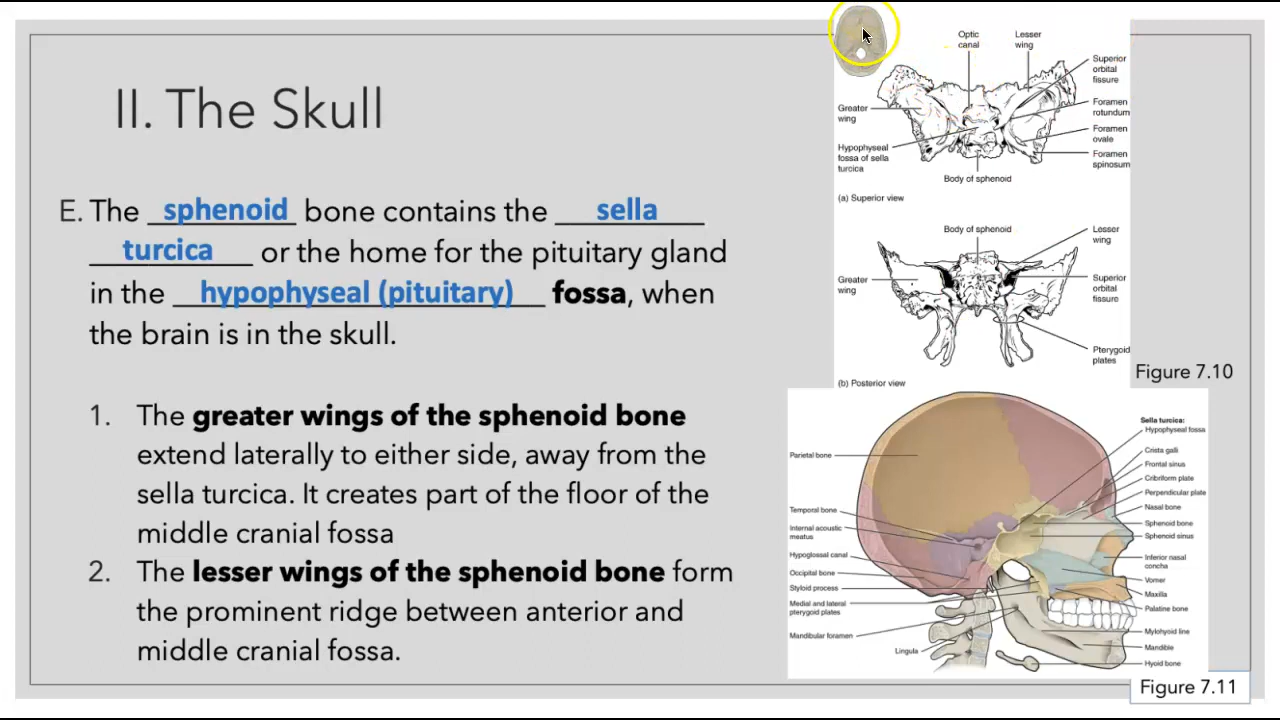 II. The Skull
E. The sphenoid bone contains the sella
turcica or the home for the pituitary gland
in the hypophyseal (pituitary) fossa, when
the brain is in the skull.
1. The greater wings of the sphenoid bone
extend laterally to either side, away from the
sella turcica. It creates part of the floor of the
middle cranial fossa
2. The lesser wings of the sphenoid bone form
the prominent ridge between anterior and
middle cranial fossa.
Optic
canal
Lesser
wing
Superior
orbital
fissure
Greater
wing
Foramen
rotundum
Foramen
ovale
Hypophyseal
fossa of sella
turcica
Foramen
spinosum
Body of sphenoid
(a) Superior view
Body of sphenoid
Lesser
wing
Greater
wing
Superior
orbital
fissure
Pterygoid
plates
(b) Posterior view
Figure 7.10
Sella turcica:
Hypophyseal fossa
Crista galli
Frontal sinus
Cribriform plate
Perpendicular plate
Nasal bone
Sphenoid bone
Sphenoid sinus
Inferior nasal
concha
Vomer
Maxilla
Palatine bone
Mylohyoid line
Mandible
Hyoid bone
Parietal bone
Temporal bone
Internal acoustic
meatus
Hypoglossal canal
Occipital bone
Styloid process
Medial and lateral
pterygoid plates
Mandibular foramen
Lingula
Figure 7.11